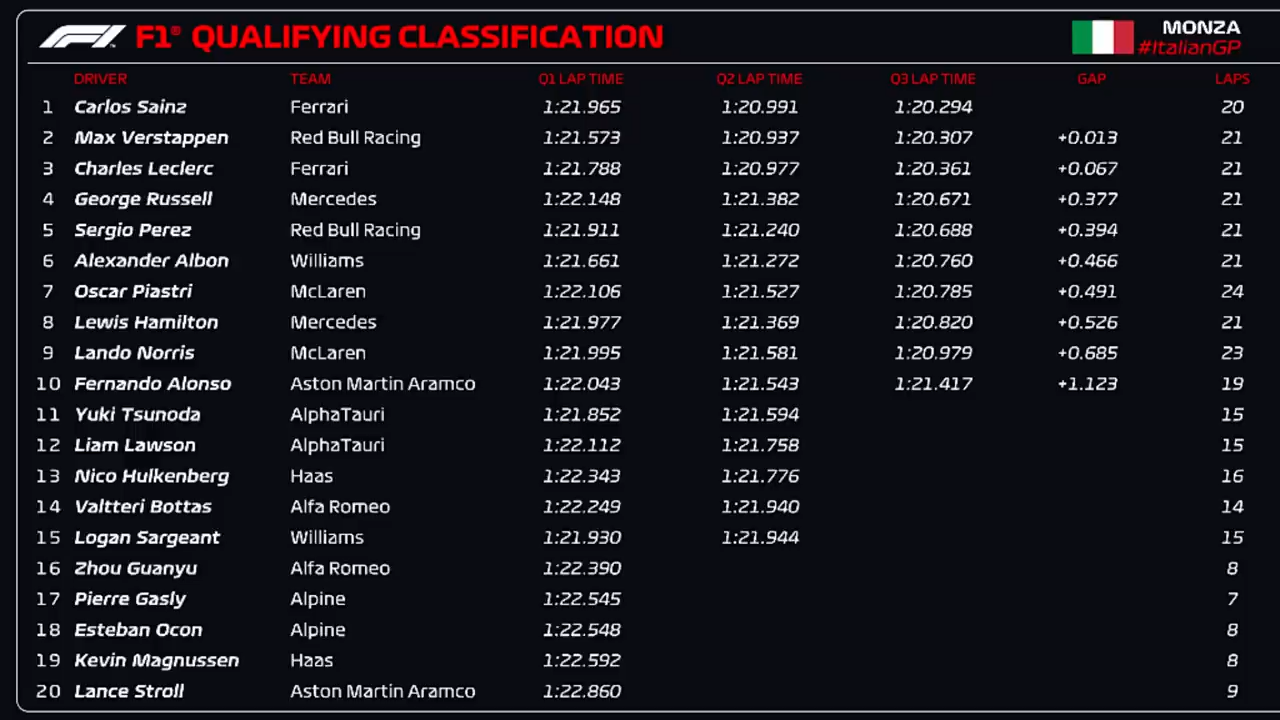 F1® QUALIFYING CLASSIFICATION MONZA
#ItalianGP
DRIVER TEAM Q1 LAP TIME Q2 LAP TIME Q3 LAP TIME GAP LAPS
1 Carlos Sainz Ferrari 1:21.965 1:20.991 1:20.294 20
2 Max Verstappen Red Bull Racing 1:21.573 1:20.937 1:20.307 +0.013 21
3 Charles Leclerc Ferrari 1:21.788 1:20.977 1:20.361 +0.067 21
4 George Russell Mercedes 1:22.148 1:21.382 1:20.671 +0.377 21
5 Sergio Perez Red Bull Racing 1:21.911 1:21.240 1:20.688 +0.394 21
6 Alexander Albon Williams 1:21.661 1:21.272 1:20.760 +0.466 21
7 Oscar Piastri McLaren 1:22.106 1:21.527 1:20.785 +0.491 24
8 Lewis Hamilton Mercedes 1:21.977 1:21.369 1:20.820 +0.526 21
9 Lando Norris McLaren 1:21.995 1:21.581 1:20.979 +0.685 23
10 Fernando Alonso Aston Martin Aramco 1:22.043 1:21.543 1:21.417 +1.123 19
11 Yuki Tsunoda AlphaTauri 1:21.852 1:21.594 15
12 Liam Lawson AlphaTauri 1:22.112 1:21.758 15
13 Nico Hulkenberg Haas 1:22.343 1:21.776 16
14 Valtteri Bottas Alfa Romeo 1:22.249 1:21.940 14
15 Logan Sargeant Williams 1:21.930 1:21.944 15
16 Zhou Guanyu Alfa Romeo 1:22.390 8
17 Pierre Gasly Alpine 1:22.545 7
18 Esteban Ocon Alpine 1:22.548 8
19 Kevin Magnussen Haas 1:22.592 8
20 Lance Stroll Aston Martin Aramco 1:22.860 9